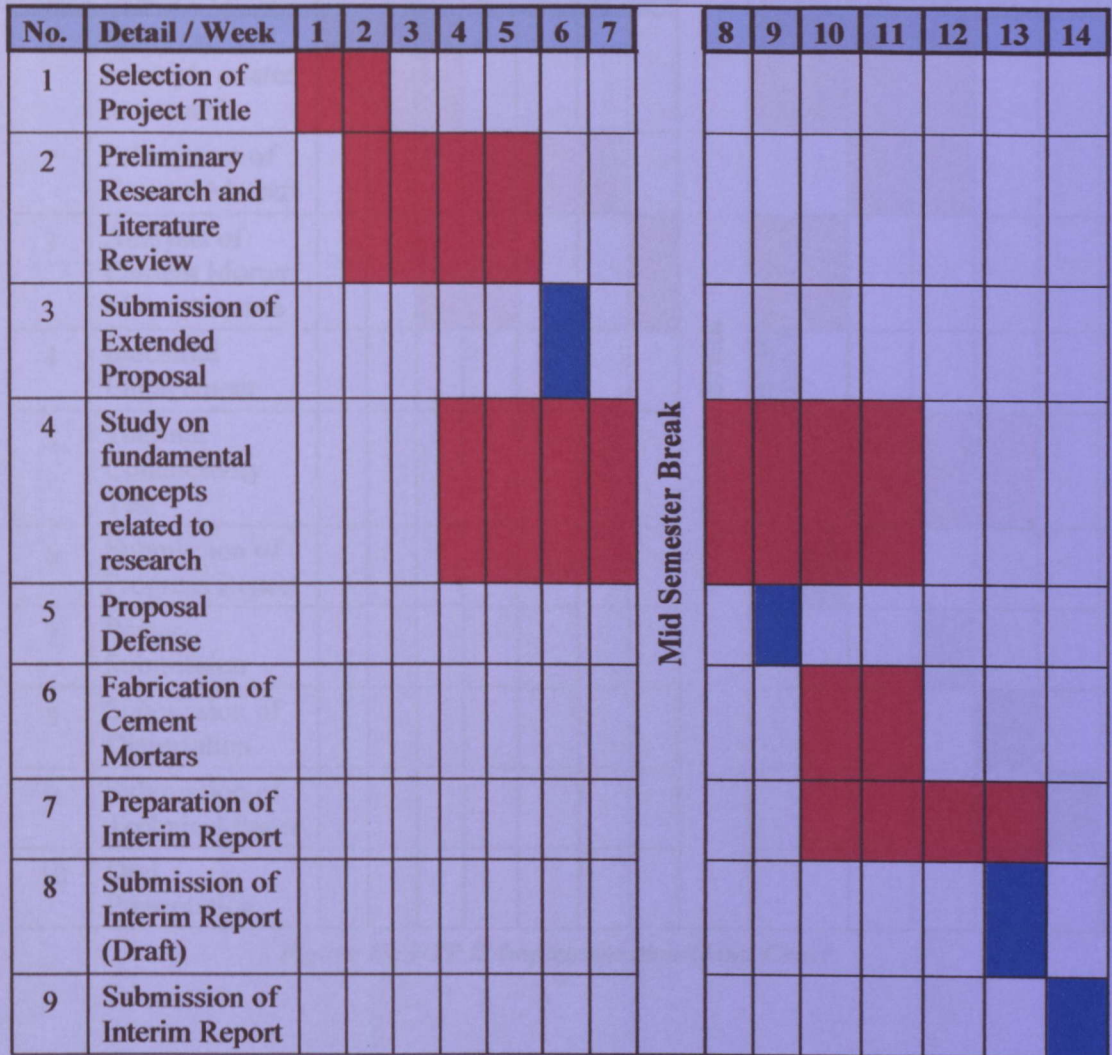 No. Detail / Week 1 2 3 4 5 6 7 8 9 10 11 12 13 14
1 Selection of
Project Title
2 Preliminary
Research and
Literature
Review
3 Submission of
Extended
Proposal
4 Study on
fundamental
concepts
related to
research
Mid Semester Break
5 Proposal
Defense
6 Fabrication of
Cement
Mortars
7 Preparation of
Interim Report
8 Submission of
Interim Report
(Draft)
9 Submission of
Interim Report